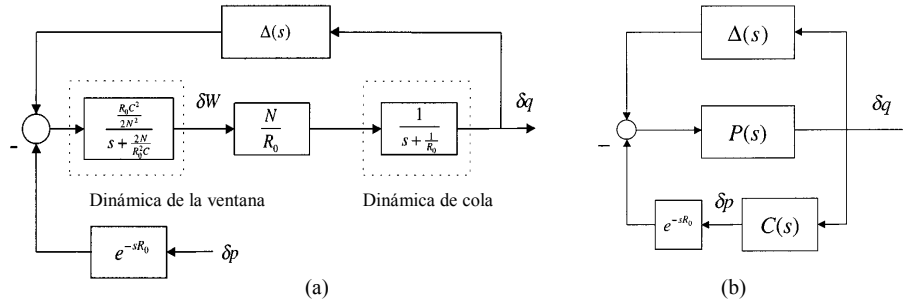 Δ(s)
Δ(s)
δW
δq
δq
R₀C²
2N²
s + 2N
R₀²C
N
R₀
1
s + 1
R₀
P(s)
-
-
Dinámica de la ventana
Dinámica de cola
δp
e^{-sR₀}
C(s)
e^{-sR₀}
δp
(a)
(b)